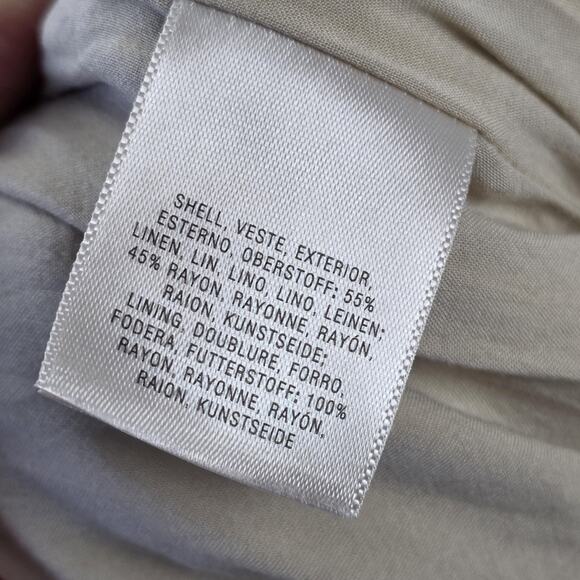 SHELL, VESTE, EXTERIOR,
ESTERNO, OBERSTOFF: 55%
LINEN, LIN, LINO, LINO, LEINEN;
45% RAYON, RAYONNE, RAYÓN,
RAION, KUNSTSEIDE;
LINING, DOUBLURE, FORRO,
FODERA, FUTTERSTOFF: 100%
RAYON, RAYONNE, RAYÓN,
RAION, KUNSTSEIDE